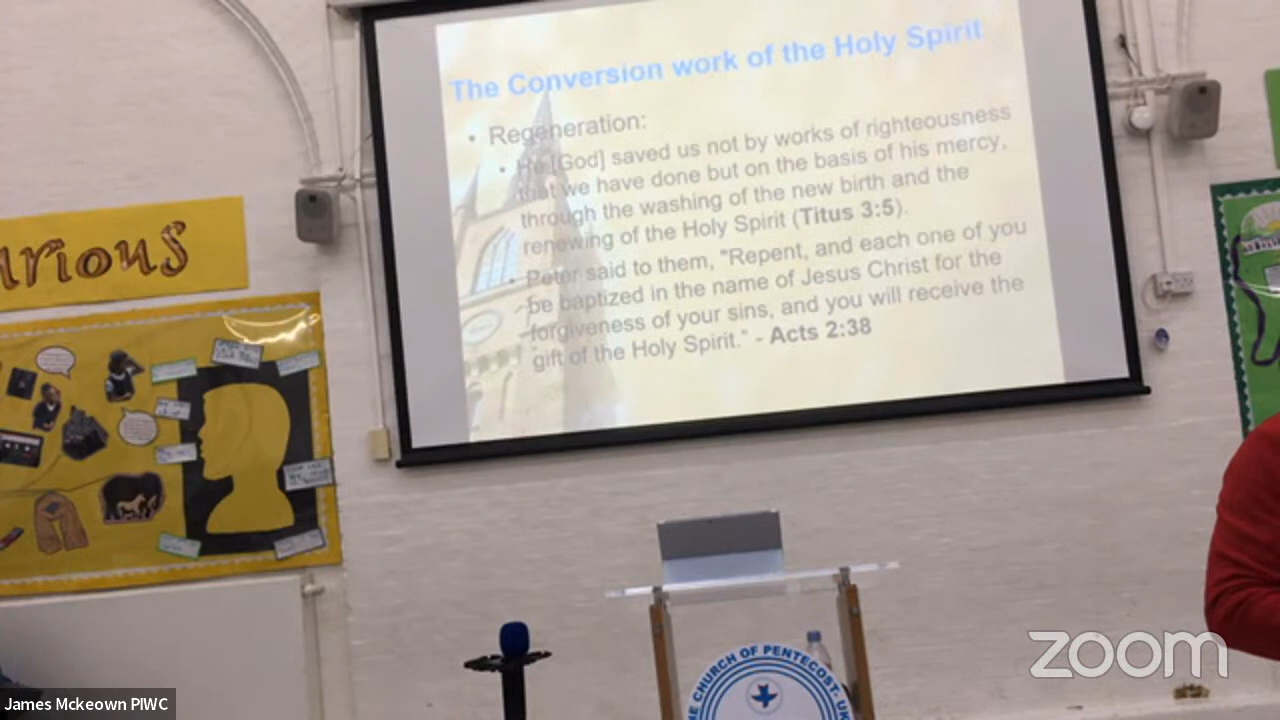 The Conversion work of the Holy Spirit
• Regeneration:
• He [God] saved us not by works of righteousness
that we have done but on the basis of his mercy,
through the washing of the new birth and the
renewing of the Holy Spirit (Titus 3:5).
• Peter said to them, "Repent, and each one of you
be baptized in the name of Jesus Christ for the
forgiveness of your sins, and you will receive the
gift of the Holy Spirit." - Acts 2:38
CHURCH OF PENTECOST
zoom
James Mckeown PIWC